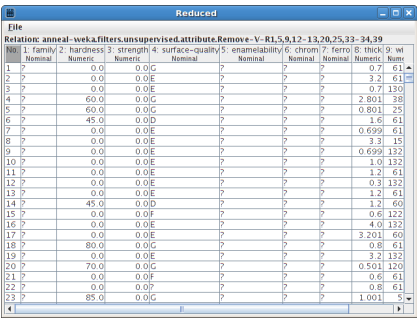 Reduced
File
Relation: anneal-weka.filters.unsupervised.attribute.Remove-V-R1,5,9,12-13,20,25,33-34,39
No. 1: family 2: hardness 3: strength 4: surface-quality 5: enamelability 6: chrom 7: ferro 8: thick 9: wi
Nominal Numeric Numeric Nominal Nominal Nominal Nominal Numeric Nume
1 ? 0.0 0.0 G ? ? ? 0.7 61
2 ? 0.0 0.0 E ? ? ? 3.2 61
3 ? 0.0 0.0 E ? ? ? 0.7 130
4 ? 60.0 0.0 G ? ? ? 2.801 38
5 ? 60.0 0.0 G ? ? ? 0.801 25
6 ? 45.0 0.0 D ? ? ? 1.6 61
7 ? 0.0 0.0 E ? ? ? 0.699 61
8 ? 0.0 0.0 E ? ? ? 3.3 15
9 ? 0.0 0.0 E ? ? ? 0.699 132
10 ? 0.0 0.0 E ? ? ? 1.0 132
11 ? 0.0 0.0 E ? ? ? 1.2 61
12 ? 0.0 0.0 E ? ? ? 0.3 132
13 ? 0.0 0.0 E ? ? ? 1.2 61
14 ? 45.0 0.0 D ? ? ? 1.2 60
15 ? 0.0 0.0 F ? ? ? 0.6 122
16 ? 0.0 0.0 E ? ? ? 4.0 132
17 ? 0.0 0.0 E ? ? ? 3.201 60
18 ? 80.0 0.0 G ? ? ? 0.8 61
19 ? 0.0 0.0 E ? ? ? 3.2 132
20 ? 70.0 0.0 G ? ? ? 0.501 120
21 ? 0.0 0.0 F ? ? ? 0.6 61
22 ? 0.0 0.0 ? ? ? ? 0.8 61
23 ? 85.0 0.0 G ? ? ? 1.001 5